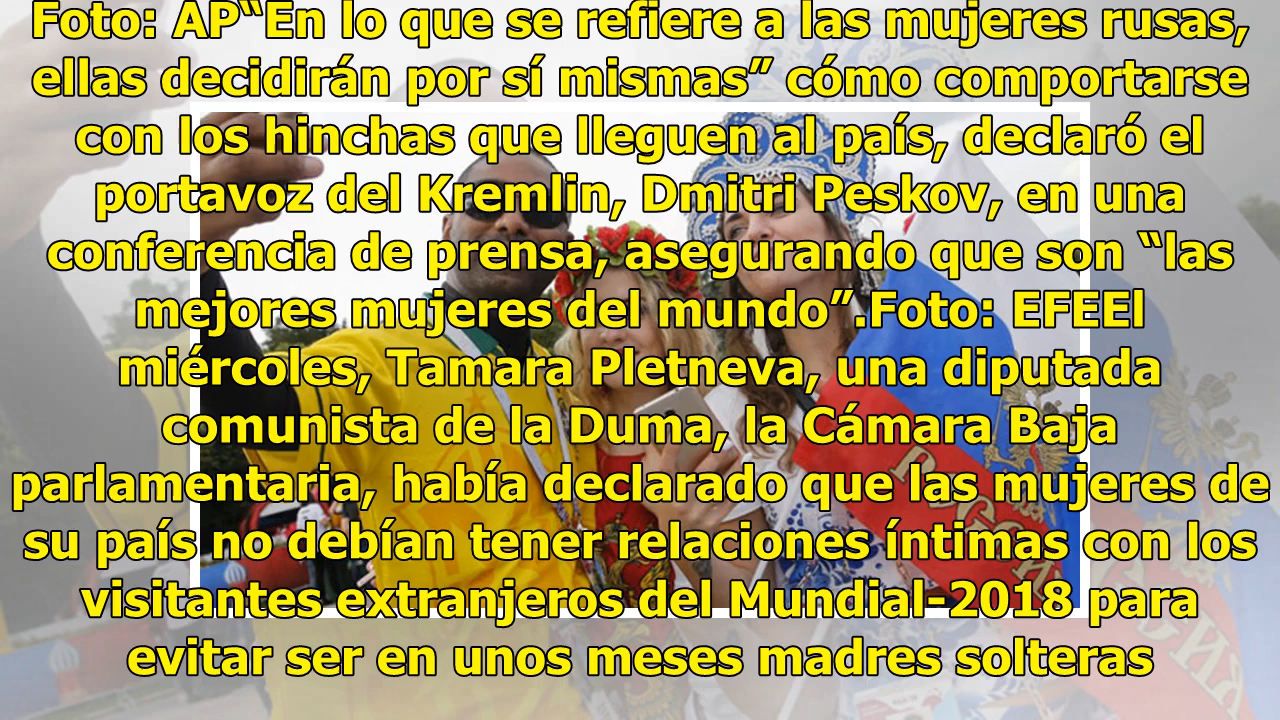 Foto: AP“En lo que se refiere a las mujeres rusas,
ellas decidirán por sí mismas” cómo comportarse
con los hinchas que lleguen al país, declaró el
portavoz del Kremlin, Dmitri Peskov, en una
conferencia de prensa, asegurando que son “las
mejores mujeres del mundo”.Foto: EFEEl
miércoles, Tamara Pletneva, una diputada
comunista de la Duma, la Cámara Baja
parlamentaria, había declarado que las mujeres de
su país no debían tener relaciones íntimas con los
visitantes extranjeros del Mundial-2018 para
evitar ser en unos meses madres solteras